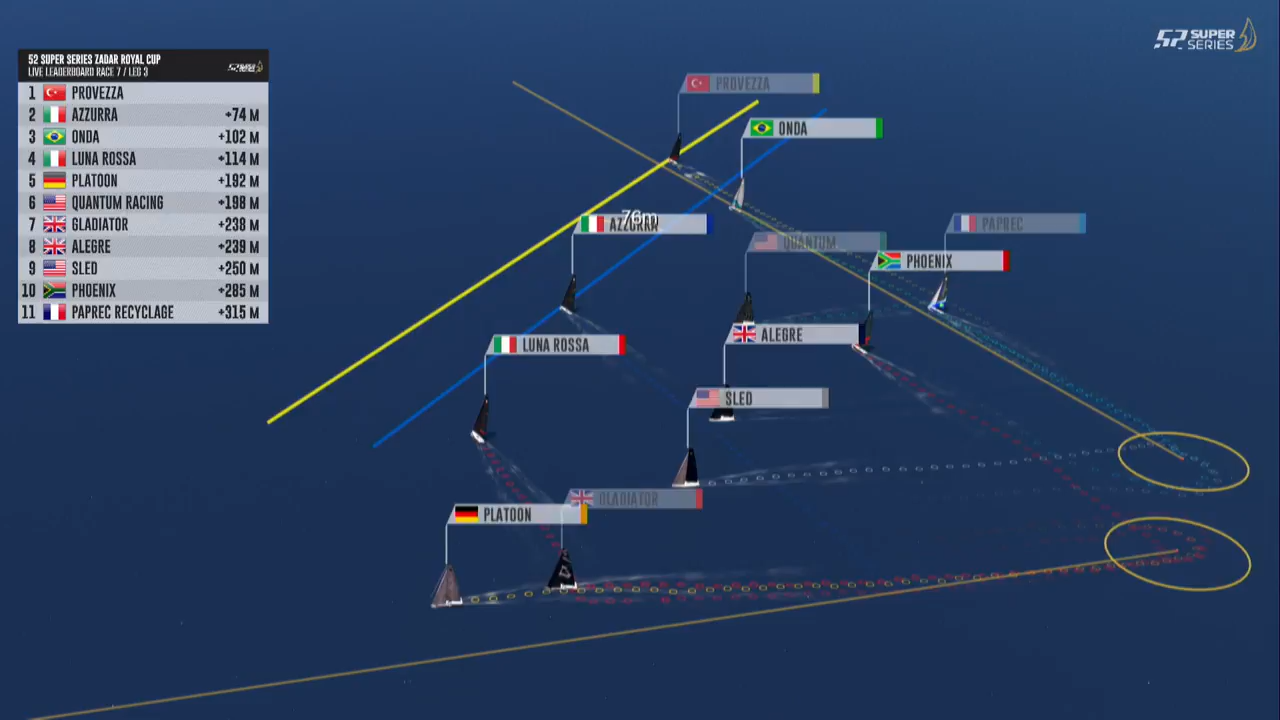 52 SUPER SERIES ZADAR ROYAL CUP
LIVE LEADERBOARD RACE 7 / LEG 3
52 SUPER SERIES
1 PROVEZZA
2 AZZURRA +74 M
3 ONDA +102 M
4 LUNA ROSSA +114 M
5 PLATOON +192 M
6 QUANTUM RACING +198 M
7 GLADIATOR +238 M
8 ALEGRE +239 M
9 SLED +250 M
10 PHOENIX +285 M
11 PAPREC RECYCLAGE +315 M
52 SUPER SERIES
PROVEZZA
ONDA
76m
AZZURRA
PAPREC
QUANTUM
PHOENIX
ALEGRE
LUNA ROSSA
SLED
GLADIATOR
PLATOON